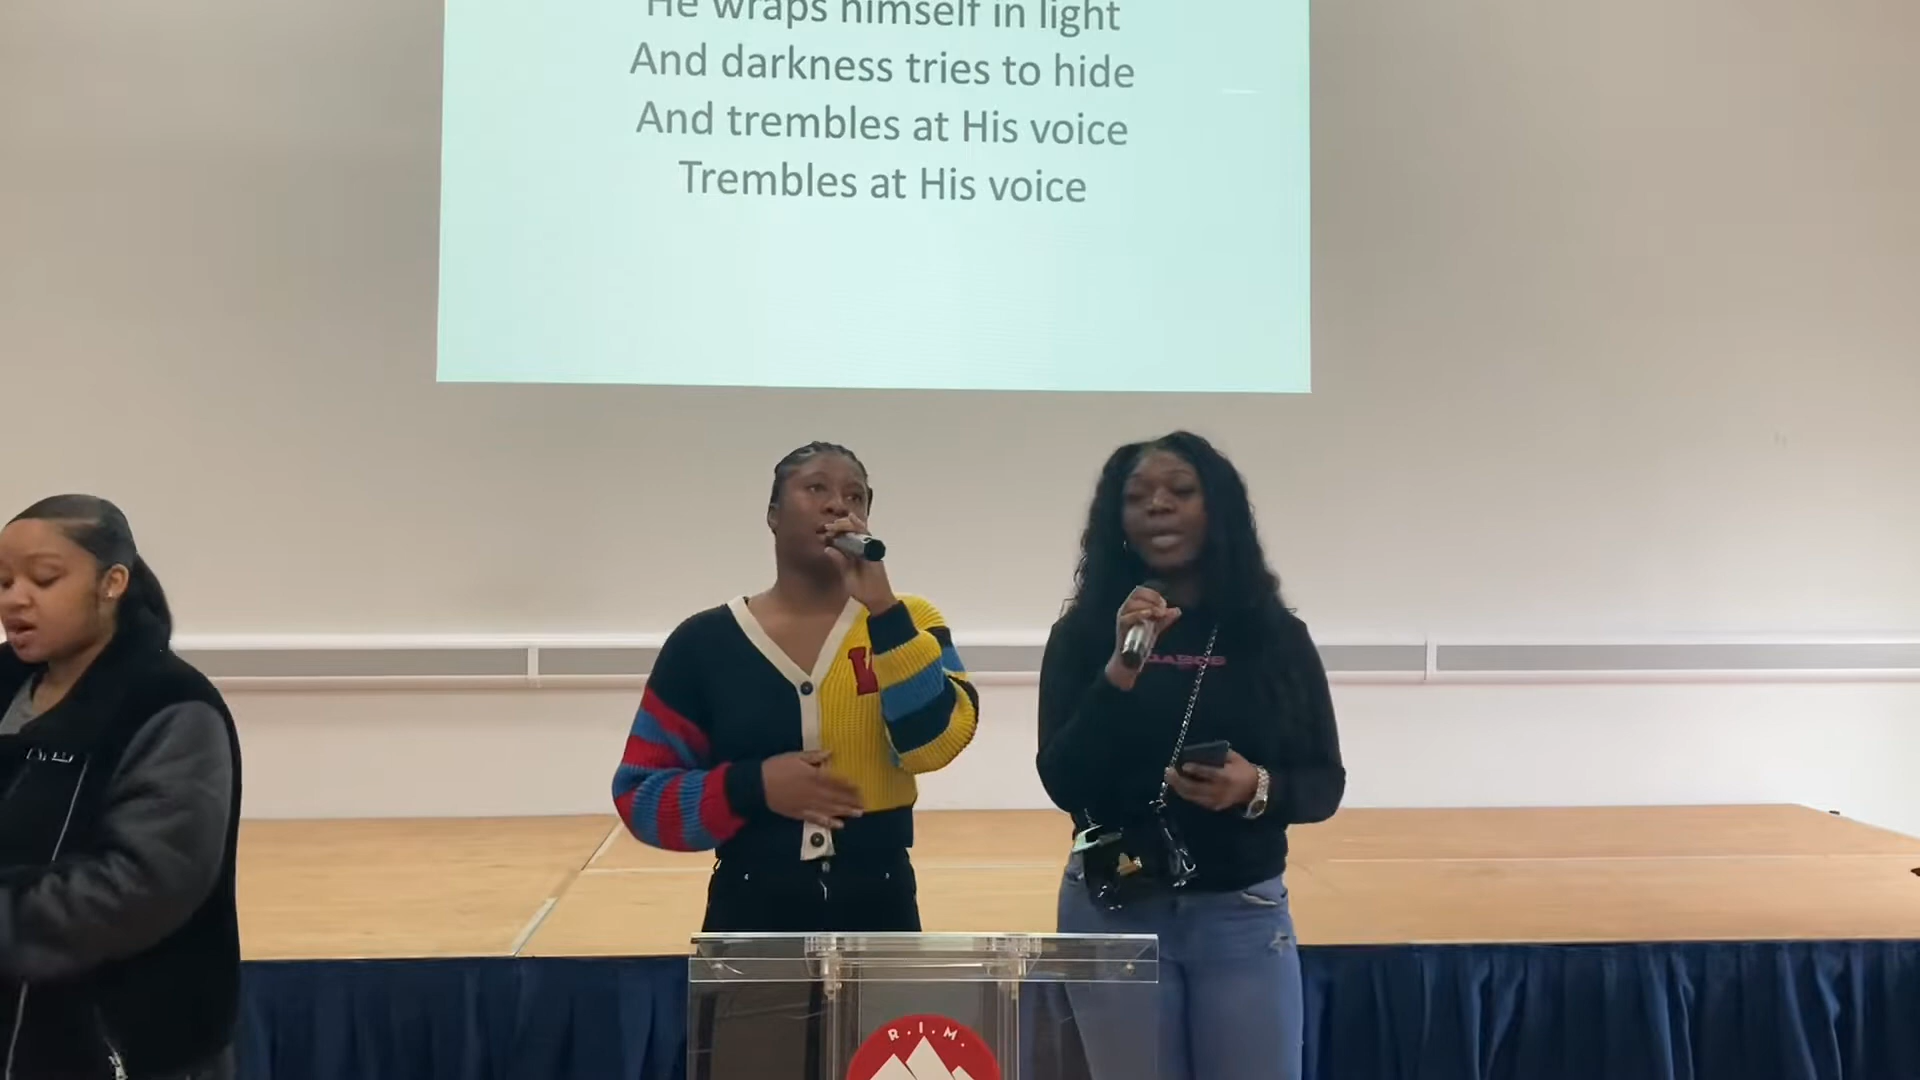 He wraps himself in light
And darkness tries to hide
And trembles at His voice
Trembles at His voice
R.I.M.